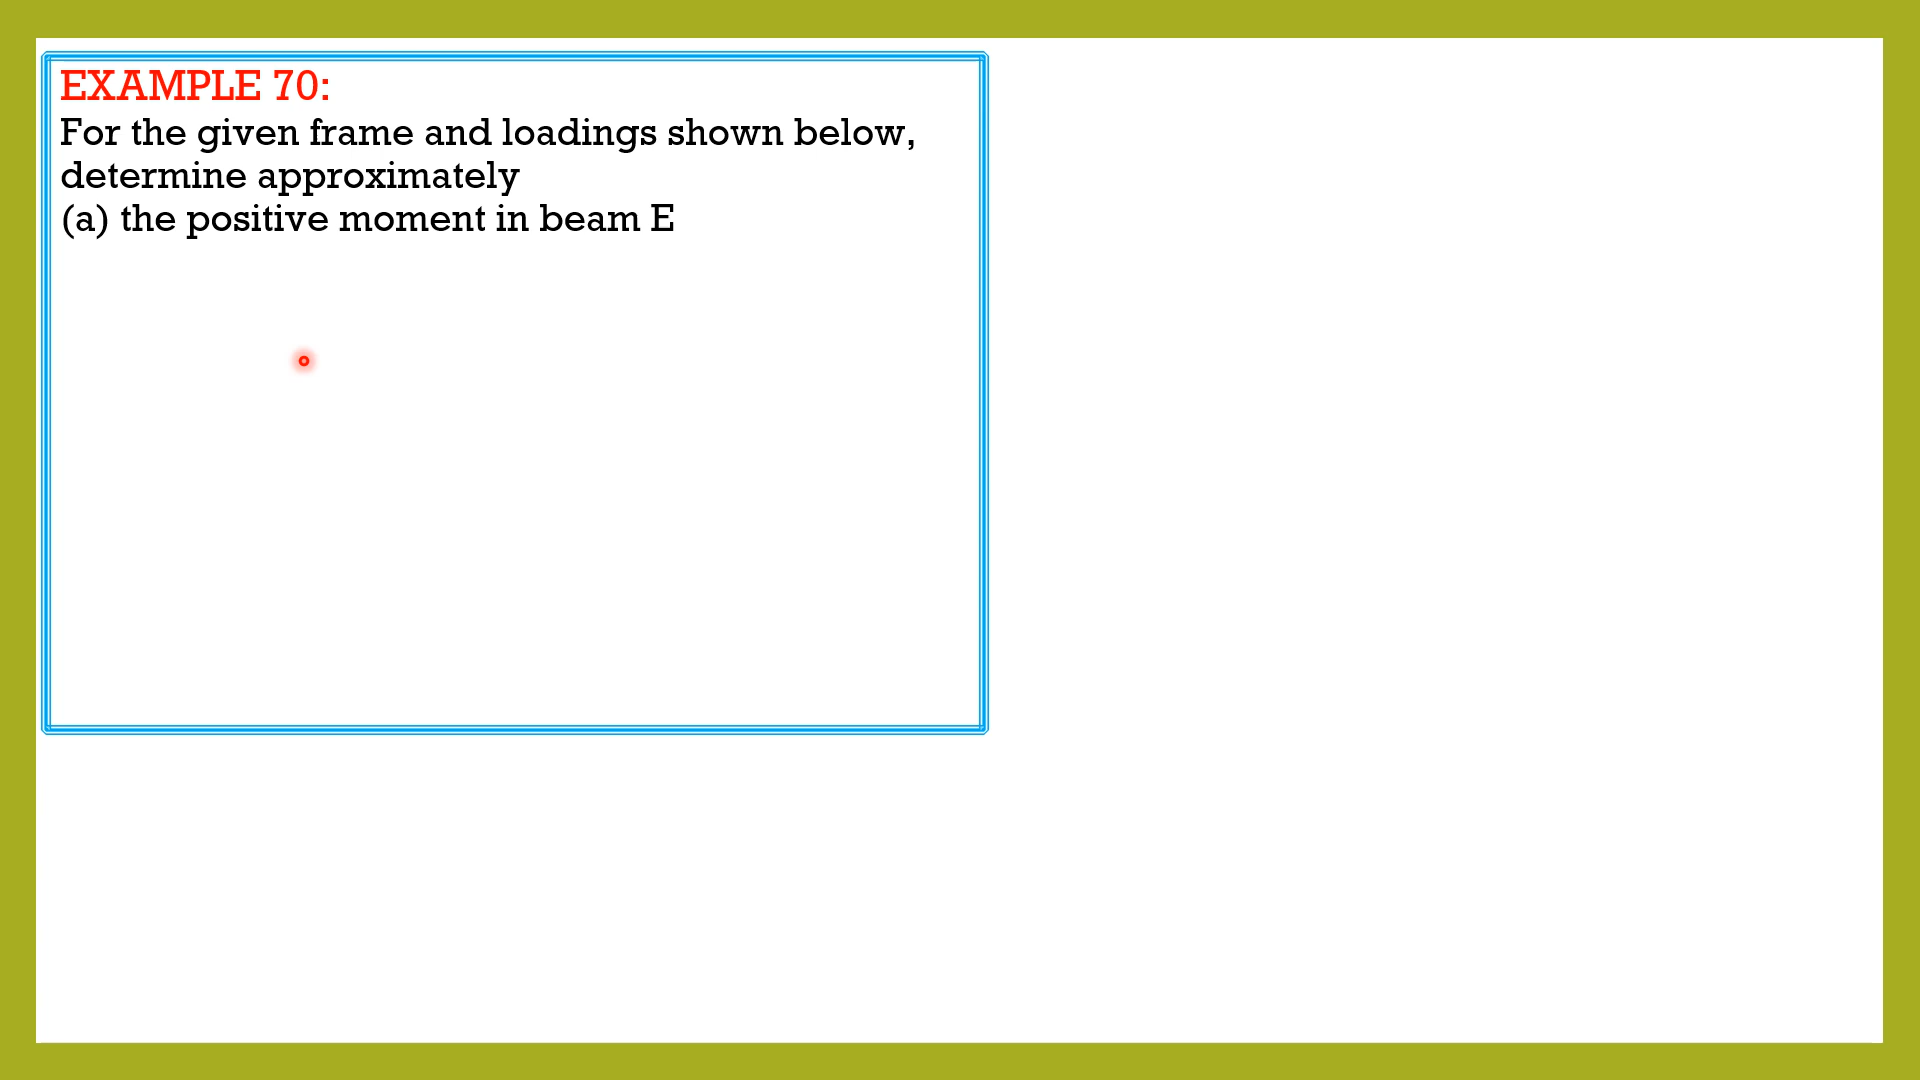 EXAMPLE 70:
For the given frame and loadings shown below,
determine approximately
(a) the positive moment in beam E